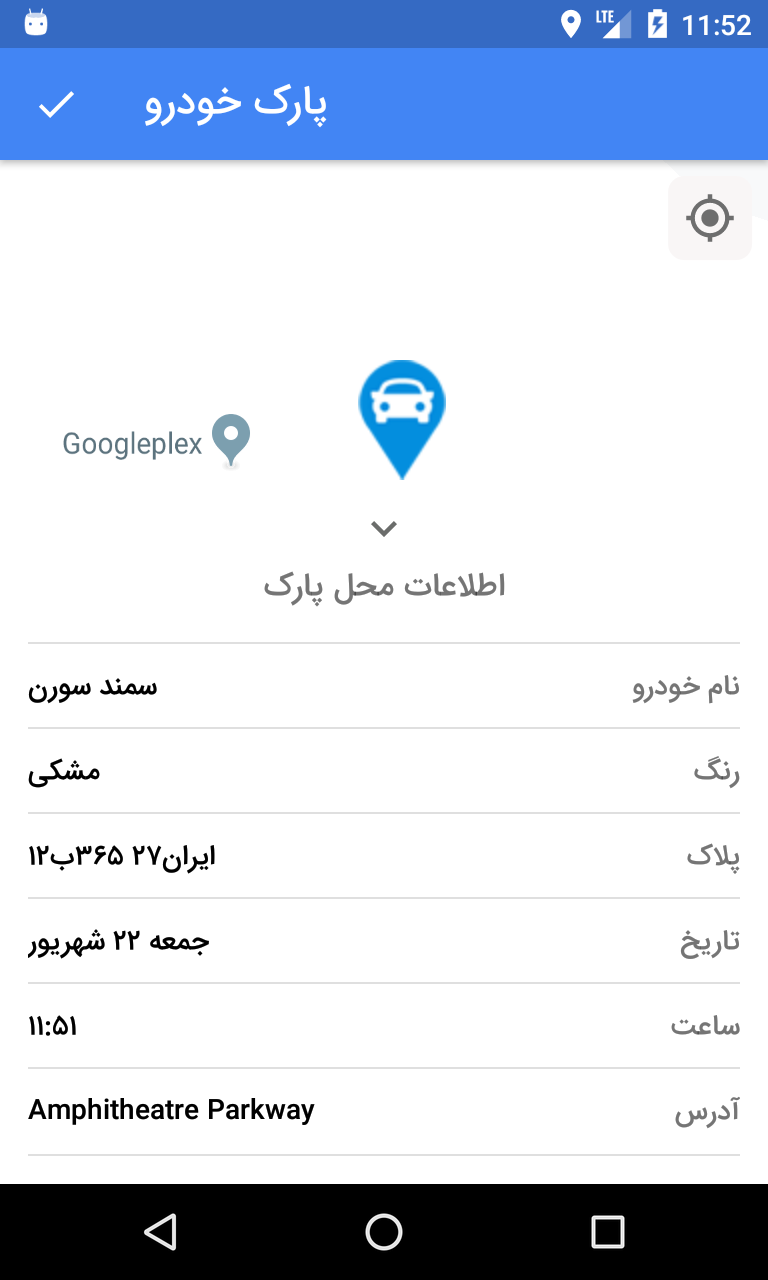 LTE 11:52
پارک خودرو
Googleplex
اطلاعات محل پارک
نام خودرو سمند سورن
رنگ مشکی
پلاک ایران۲۷ ۳۶۵ب۱۲
تاریخ جمعه ۲۲ شهریور
ساعت ۱۱:۵۱
آدرس Amphitheatre Parkway